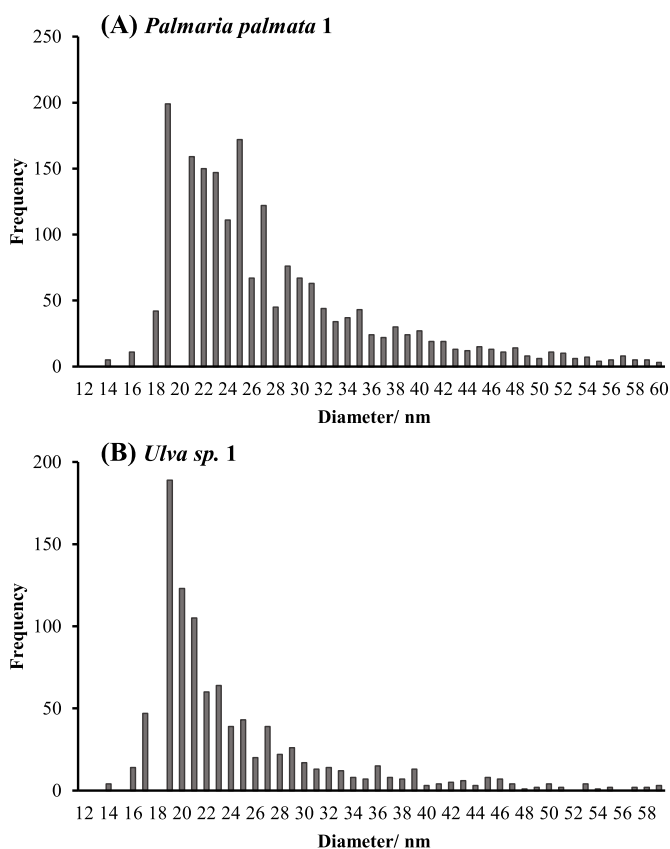 (A) Palmaria palmata 1
250
200
150
100
50
0
Frequency
12 14 16 18 20 22 24 26 28 30 32 34 36 38 40 42 44 46 48 50 52 54 56 58 60
Diameter/ nm
(B) Ulva sp. 1
200
150
100
50
0
Frequency
12 14 16 18 20 22 24 26 28 30 32 34 36 38 40 42 44 46 48 50 52 54 56 58
Diameter/ nm